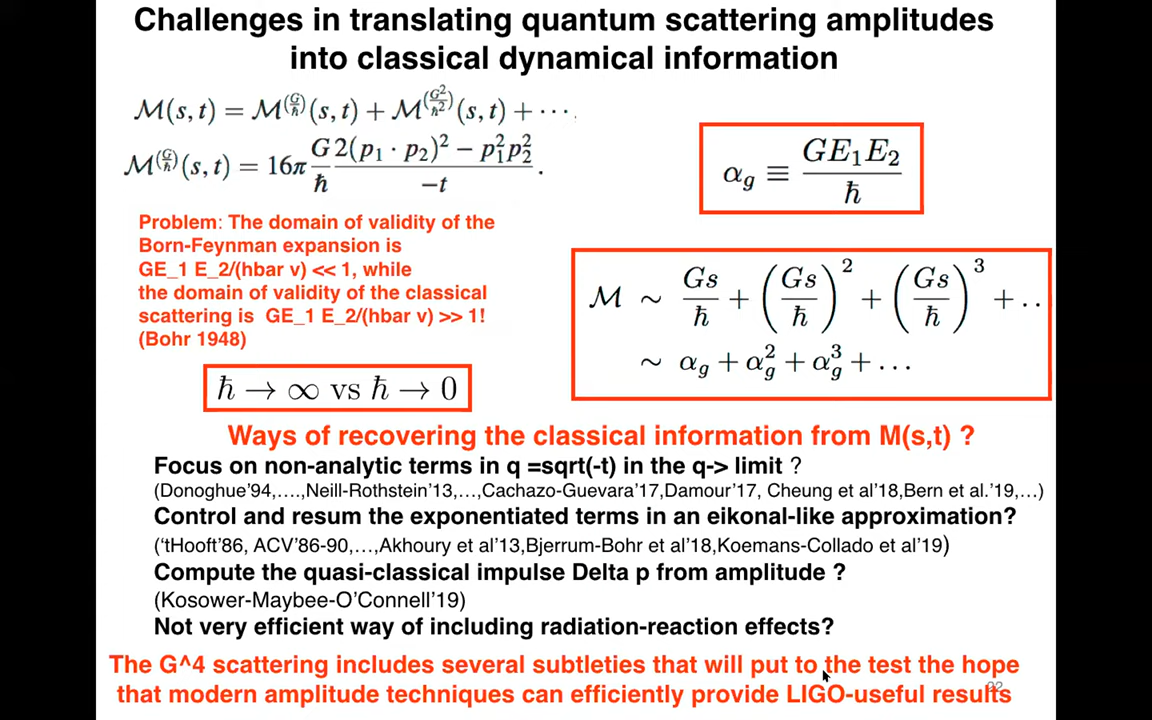 Challenges in translating quantum scattering amplitudes
into classical dynamical information
ℳ(s, t) = ℳ^(G/ħ)(s, t) + ℳ^(G²/ħ²)(s, t) + ⋯ .
ℳ^(G/ħ)(s, t) = 16π G/ħ 2(p₁ · p₂)² − p₁²p₂² / −t .
α_g ≡ GE₁E₂ / ħ
Problem: The domain of validity of the
Born-Feynman expansion is
GE_1 E_2/(hbar v) << 1, while
the domain of validity of the classical
scattering is GE_1 E_2/(hbar v) >> 1!
(Bohr 1948)
ħ → ∞ vs ħ → 0
ℳ ∼ Gs/ħ + (Gs/ħ)² + (Gs/ħ)³ + ..
∼ α_g + α_g² + α_g³ + ...
Ways of recovering the classical information from M(s,t) ?
Focus on non-analytic terms in q =sqrt(-t) in the q-> limit ?
(Donoghue'94,….,Neill-Rothstein'13,…,Cachazo-Guevara'17,Damour'17, Cheung et al'18,Bern et al.'19,…)
Control and resum the exponentiated terms in an eikonal-like approximation?
('tHooft'86, ACV'86-90,…,Akhoury et al'13,Bjerrum-Bohr et al'18,Koemans-Collado et al'19)
Compute the quasi-classical impulse Delta p from amplitude ?
(Kosower-Maybee-O'Connell'19)
Not very efficient way of including radiation-reaction effects?
The G^4 scattering includes several subtleties that will put to the test the hope
that modern amplitude techniques can efficiently provide LIGO-useful results